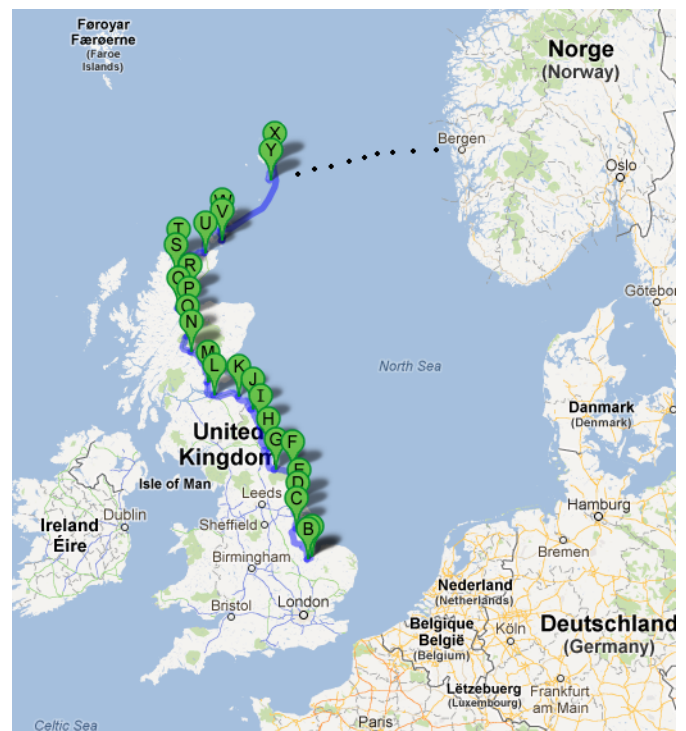 Føroyar
Færoerne
(Faroe
Islands)
Norge
(Norway)
X
Y
Bergen
Oslo
W
V
U
T
S
R
Q
P
O
N
Götebor
M
L
K
J
I
North Sea
H
Danmark
(Denmark)
United
Kingdom
G
F
E
Isle of Man
D
Leeds
C
Dublin
Sheffield
Hamburg
Ireland
Éire
B
Bremen
Birmingham
Nederland
(Netherlands)
Bristol
London
Belgique
België
(Belgium)
Köln
Deutschland
(Germany)
Lëtzebuerg
(Luxembourg)
Frankfurt
am Main
Celtic Sea
Paris